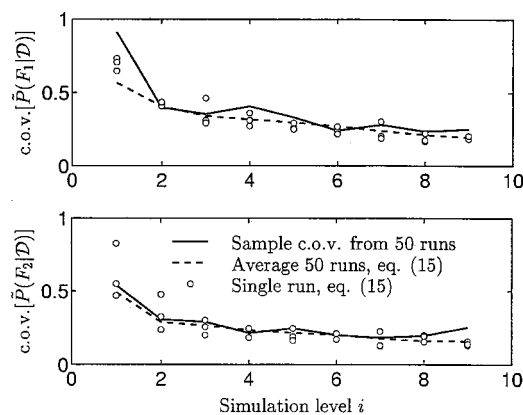 1
0.5
0
0 2 4 6 8 10
c.o.v.[P̃(F₁|𝒟)]
1
0.5
0
0 2 4 6 8 10
c.o.v.[P̃(F₂|𝒟)]
Sample c.o.v. from 50 runs
Average 50 runs, eq. (15)
Single run, eq. (15)
Simulation level i